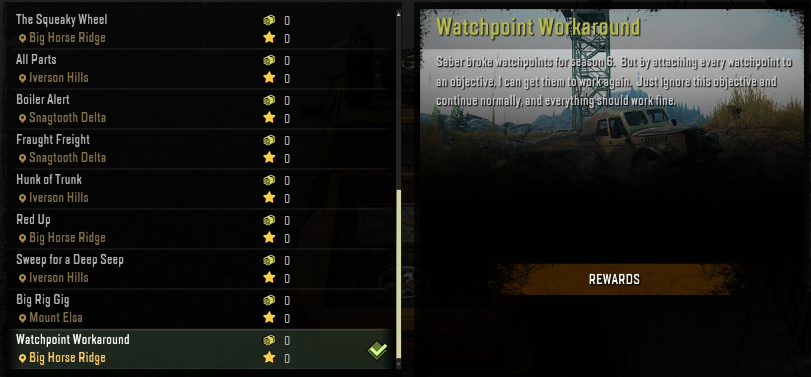 The Squeaky Wheel 0
Big Horse Ridge 0
All Parts 0
Iverson Hills 0
Boiler Alert 0
Snagtooth Delta 0
Fraught Freight 0
Snagtooth Delta 0
Hunk of Trunk 0
Iverson Hills 0
Red Up 0
Big Horse Ridge 0
Sweep for a Deep Seep 0
Iverson Hills 0
Big Rig Gig 0
Mount Elsa 0
Watchpoint Workaround 0
Big Horse Ridge 0
Watchpoint Workaround
Saber broke watchpoints for season 6. But by attaching every watchpoint to
an objective, I can get them to work again. Just ignore this objective and
continue normally, and everything should work fine.
REWARDS